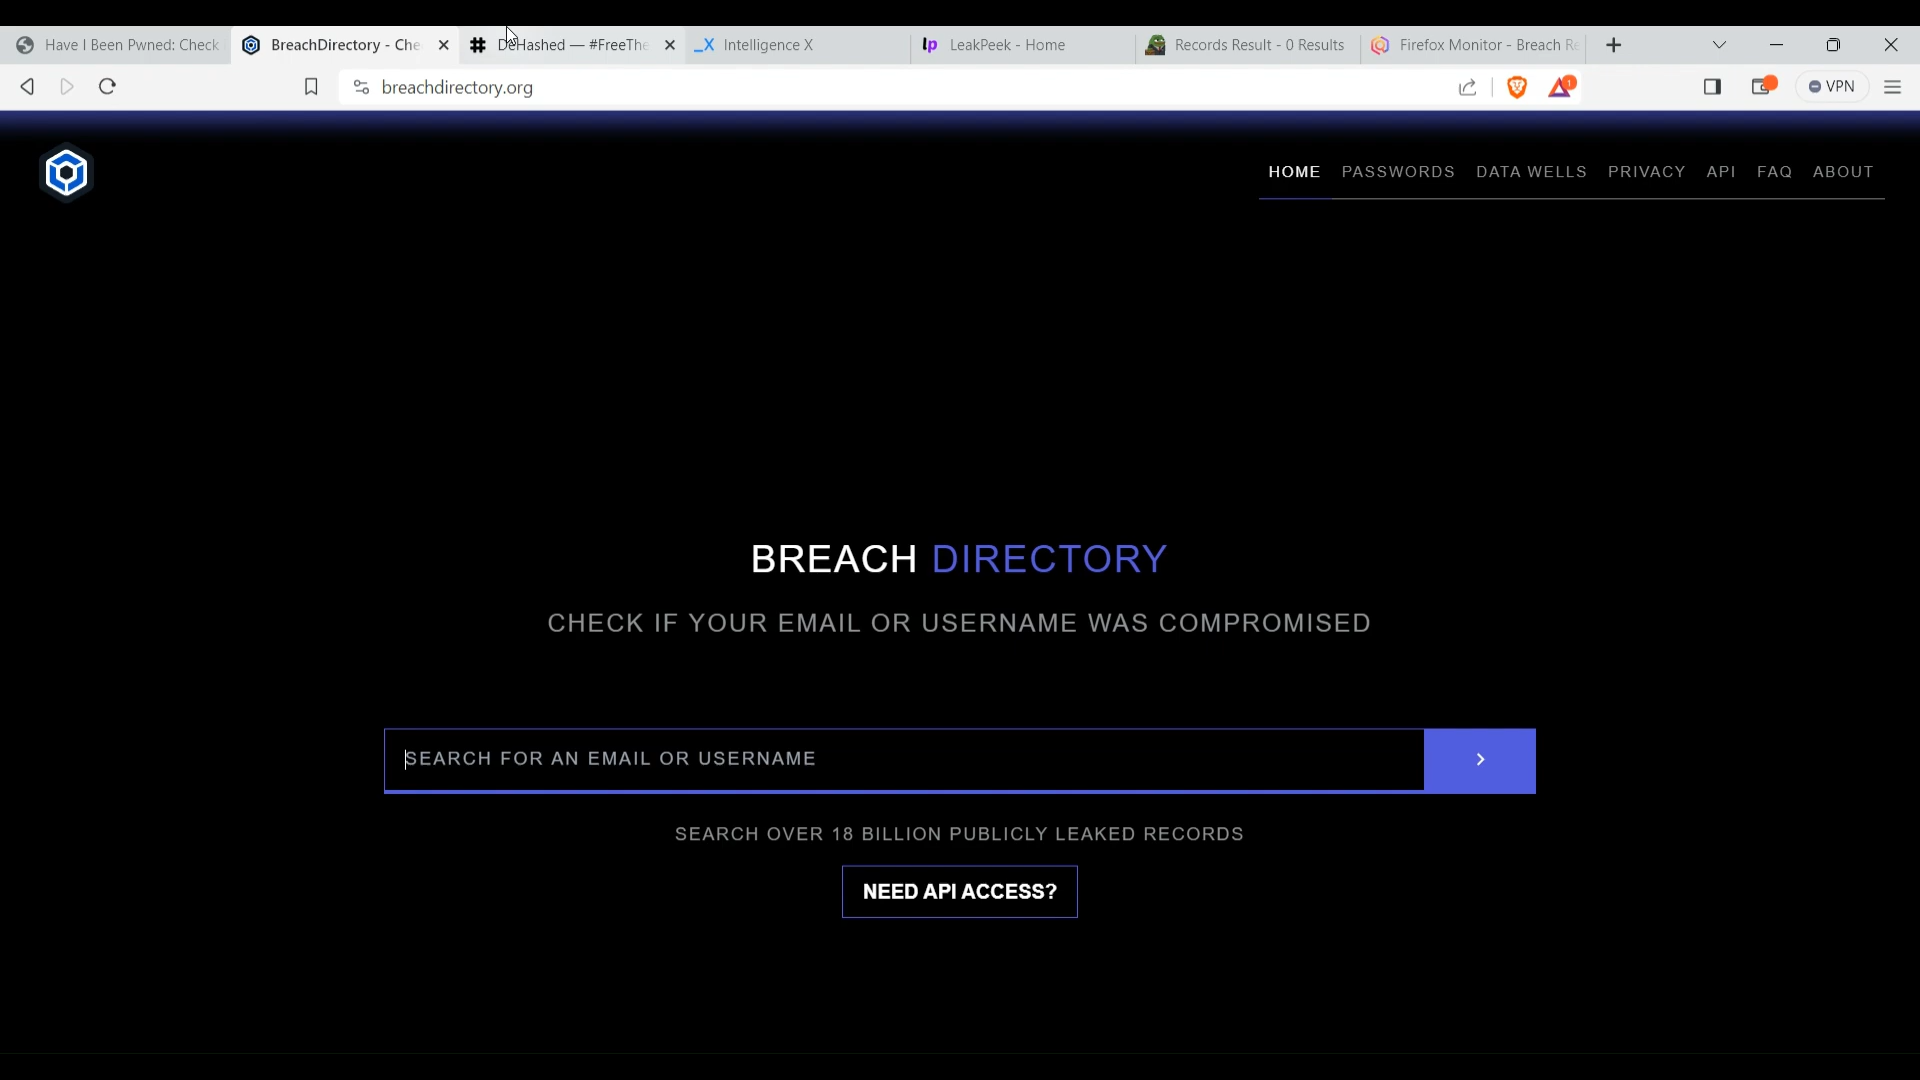 Have I Been Pwned: Check
BreachDirectory - Che
DeHashed — #FreeThe
Intelligence X
LeakPeek - Home
Records Result - 0 Results
Firefox Monitor - Breach Re
breachdirectory.org
1
VPN
HOME PASSWORDS DATA WELLS PRIVACY API FAQ ABOUT
BREACH DIRECTORY
CHECK IF YOUR EMAIL OR USERNAME WAS COMPROMISED
SEARCH FOR AN EMAIL OR USERNAME
SEARCH OVER 18 BILLION PUBLICLY LEAKED RECORDS
NEED API ACCESS?